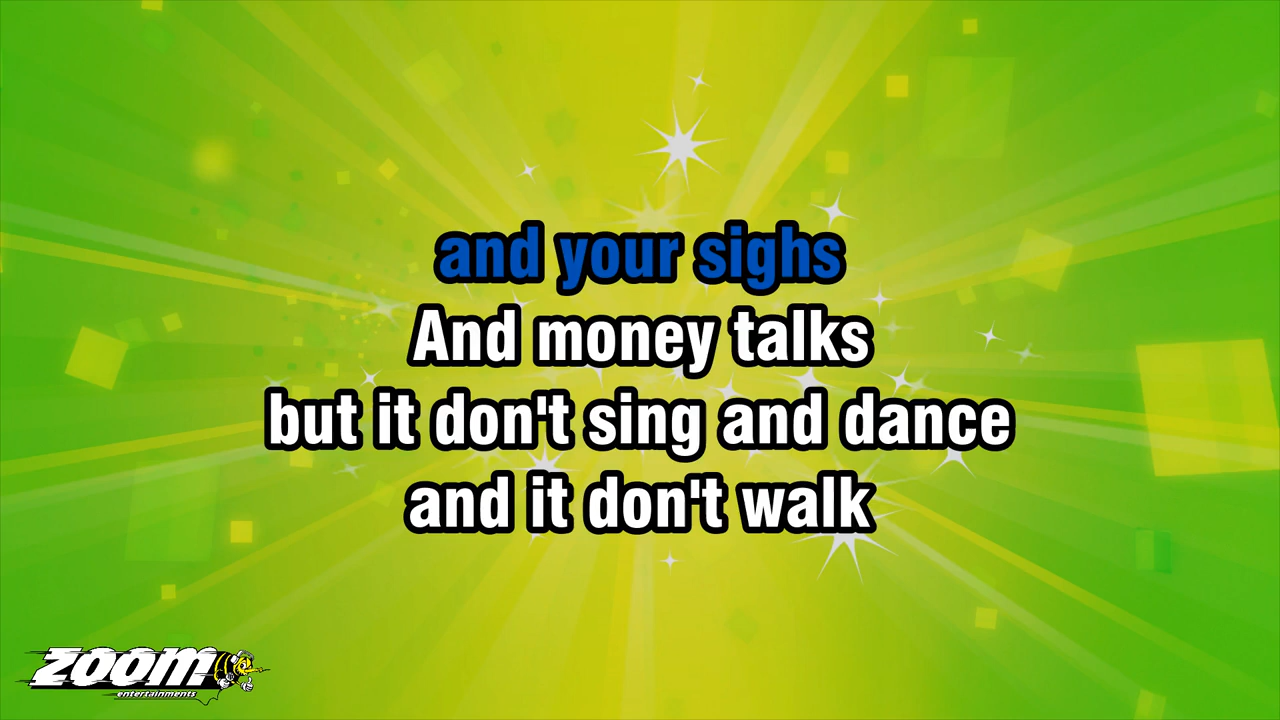 and your sighs
And money talks
but it don't sing and dance
and it don't walk
zoom
entertainments